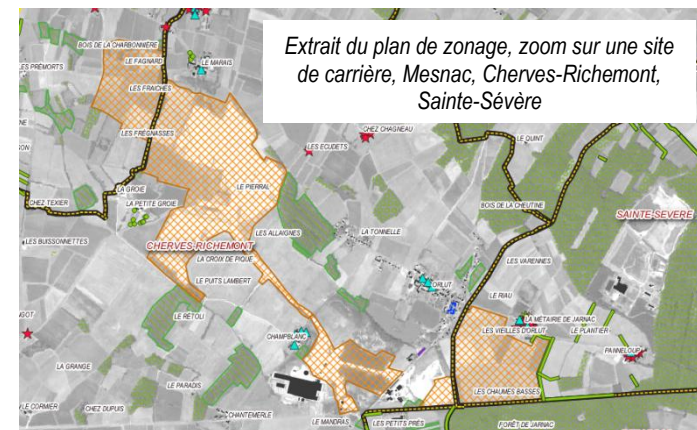 Extrait du plan de zonage, zoom sur une site
de carrière, Mesnac, Cherves-Richemont,
Sainte-Sévère
BOIS DE LA CHARBONNIÈRE
LE FAGNARD
LE MARAIS
ES PRÉMORTS
LES FRAICHES
LES FRÉGNASSES
CHEZ CHAGNEAU
LE QUINT
LES ECUDETS
LE PIERRAL
LA GROIE
CHEZ TEXIER
LA PETITE GROIE
BOIS DE LA CHEUTINE
SAINTE-SEVERE
LES ALLAIGNES
LA TONNELLE
LES BUISSONNETTES
CHERVES-RICHEMONT
LA CROIX DE PIQUE
LES VARENNES
LE PUITS LAMBERT
ORLUT
LE RIAU
LE RÉTOLI
LA MÉTAIRIE DE JARNAC
LES VIEILLES D'ORLUT
LE PLANTIER
CHAMPBLANC
PANNELOUP
LA GRANGE
LE PARADIS
LES CHAUMES BASSES
LE CORMIER
CHEZ DUPUIS
CHANTEMERLE
LE MANDRAS
LES PETITS PRÉS
FORÊT DE JARNAC